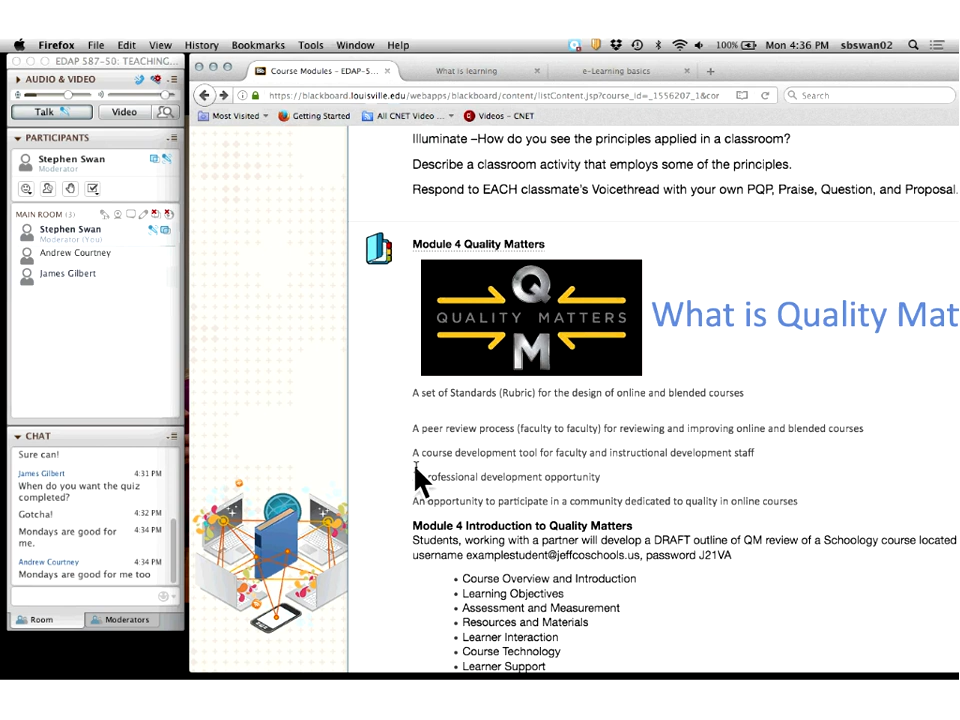 Firefox File Edit View History Bookmarks Tools Window Help 100% Mon 4:36 PM sbswan02
EDAP 587-50: TEACHING...
AUDIO & VIDEO
Talk Video
PARTICIPANTS
Stephen Swan
Moderator
MAIN ROOM (3)
Stephen Swan
Moderator (You)
Andrew Courtney
James Gilbert
CHAT
Sure can!
James Gilbert 4:31 PM
When do you want the quiz
completed?
Gotcha! 4:32 PM
Mondays are good for 4:34 PM
me.
Andrew Courtney 4:34 PM
Mondays are good for me too
Room Moderators
Course Modules – EDAP-5... What is learning e-Learning basics
https://blackboard.louisville.edu/webapps/blackboard/content/listContent.jsp?course_id=_1556207_1&cor Search
Most Visited Getting Started All CNET Video ... Videos - CNET
Illuminate –How do you see the principles applied in a classroom?
Describe a classroom activity that employs some of the principles.
Respond to EACH classmate's Voicethread with your own PQP, Praise, Question, and Proposal.
Module 4 Quality Matters
Q
QUALITY MATTERS
M
What is Quality Mat
A set of Standards (Rubric) for the design of online and blended courses
A peer review process (faculty to faculty) for reviewing and improving online and blended courses
A course development tool for faculty and instructional development staff
rofessional development opportunity
An opportunity to participate in a community dedicated to quality in online courses
Module 4 Introduction to Quality Matters
Students, working with a partner will develop a DRAFT outline of QM review of a Schoology course located
username examplestudent@jeffcoschools.us, password J21VA
• Course Overview and Introduction
• Learning Objectives
• Assessment and Measurement
• Resources and Materials
• Learner Interaction
• Course Technology
• Learner Support